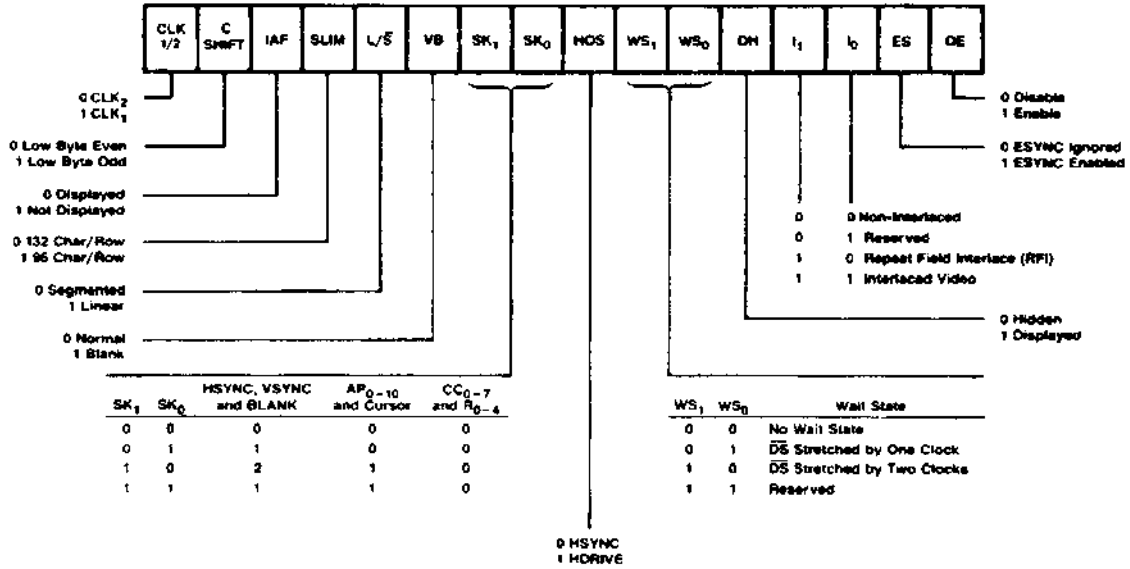 CLK 1/2 C SHIFT IAF SLIM L/S̅ VB SK₁ SK₀ HOS WS₁ WS₀ DH I₁ I₀ ES OE
0 CLK₂
1 CLK₁
0 Low Byte Even
1 Low Byte Odd
0 Displayed
1 Not Displayed
0 132 Char/Row
1 96 Char/Row
0 Segmented
1 Linear
0 Normal
1 Blank
0 Disable
1 Enable
0 ESYNC Ignored
1 ESYNC Enabled
0 0 Non-Interlaced
0 1 Reserved
1 0 Repeat Field Interlace (RFI)
1 1 Interlaced Video
0 Hidden
1 Displayed
SK₁ SK₀ HSYNC, VSYNC and BLANK AP₀₋₁₀ and Cursor CC₀₋₇ and R₀₋₄
0 0 0 0 0
0 1 1 0 0
1 0 2 1 0
1 1 1 1 0
WS₁ WS₀ Wait State
0 0 No Wait State
0 1 D̅S̅ Stretched by One Clock
1 0 D̅S̅ Stretched by Two Clocks
1 1 Reserved
0 HSYNC
1 HDRIVE